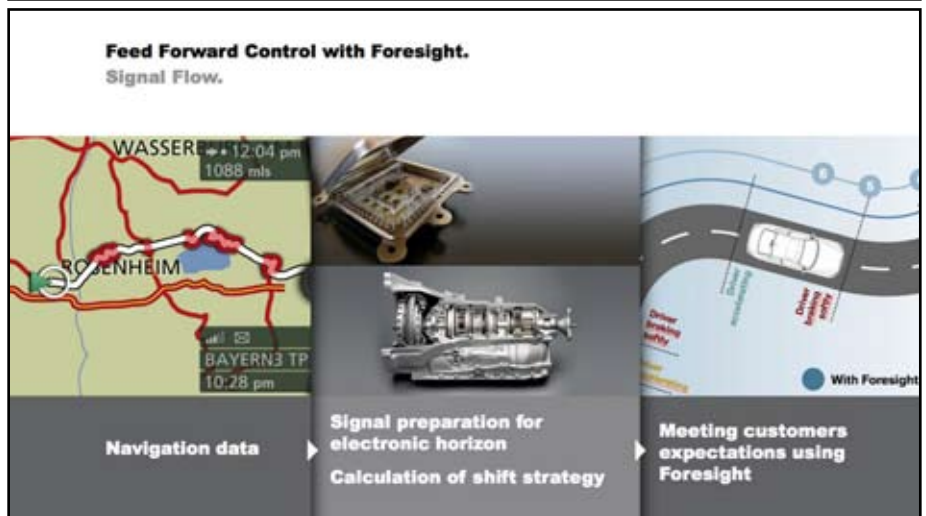 Feed Forward Control with Foresight.
Signal Flow.
WASSERB
12:04 pm
1088 mls
ROSENHEIM
BAYERN3 TP
10:28 pm
Driver
accelerating
Driver
braking
softly
Driver
braking
softly
With Foresight
Navigation data
Signal preparation for
electronic horizon
Calculation of shift strategy
Meeting customers
expectations using
Foresight